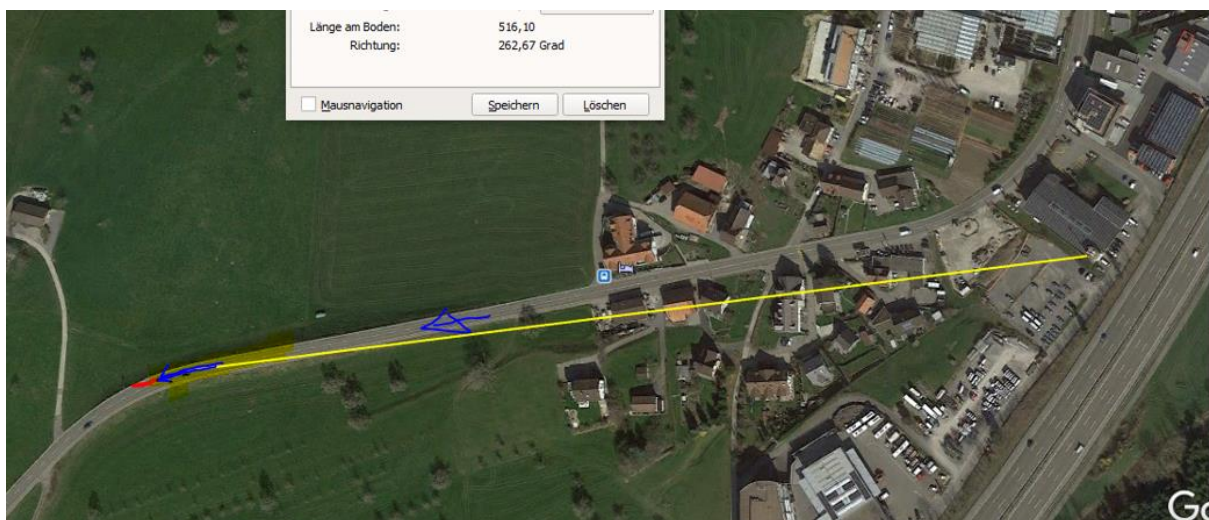 Länge am Boden: 516,10
Richtung: 262,67 Grad
Mausnavigation Speichern Löschen